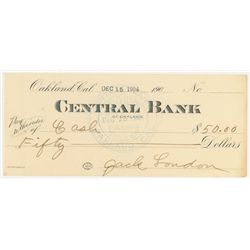 Oakland, Cal. DEC 15 1904 190 No
CENTRAL BANK
OF OAKLAND
Pay to the order of Cash $50.00
Fifty Dollars
Jack London